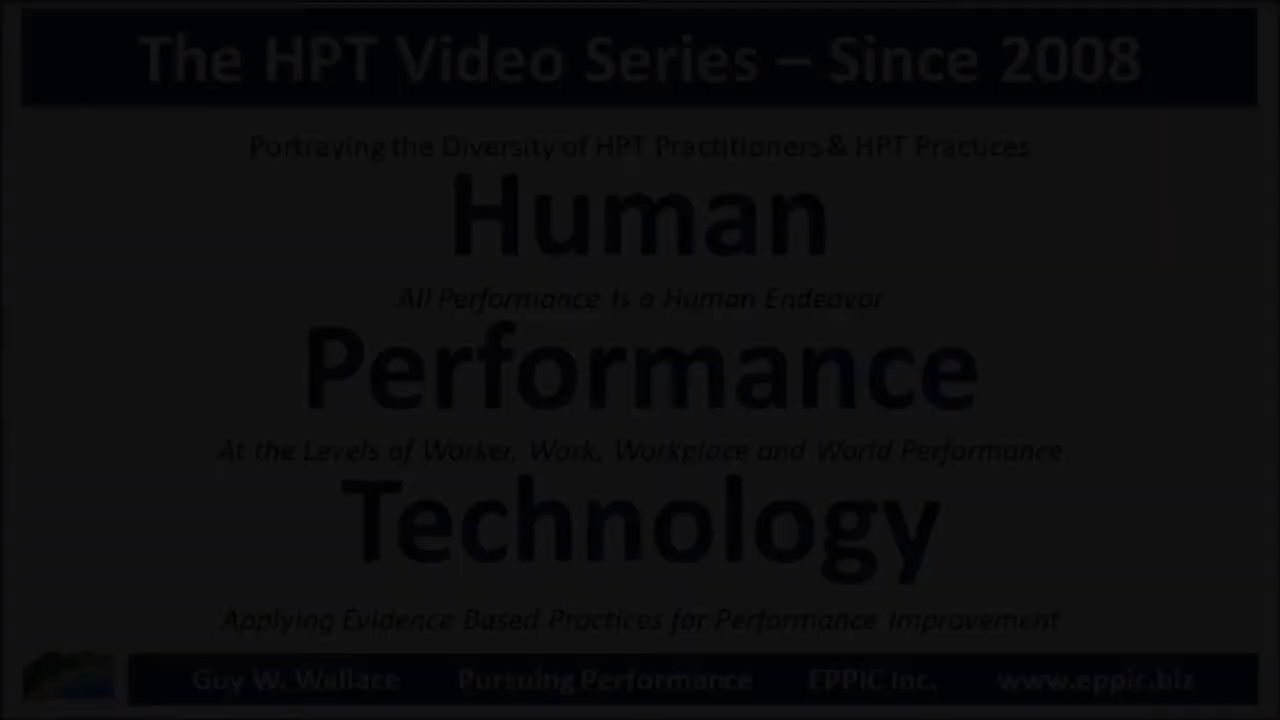 The HPT Video Series – Since 2008
Portraying the Diversity of HPT Practitioners & HPT Practices
Human
All Performance Is a Human Endeavor
Performance
At the Levels of Worker, Work, Workplace and World Performance
Technology
Applying Evidence Based Practices for Performance Improvement
Guy W. Wallace Pursuing Performance EPPIC Inc. www.eppic.biz